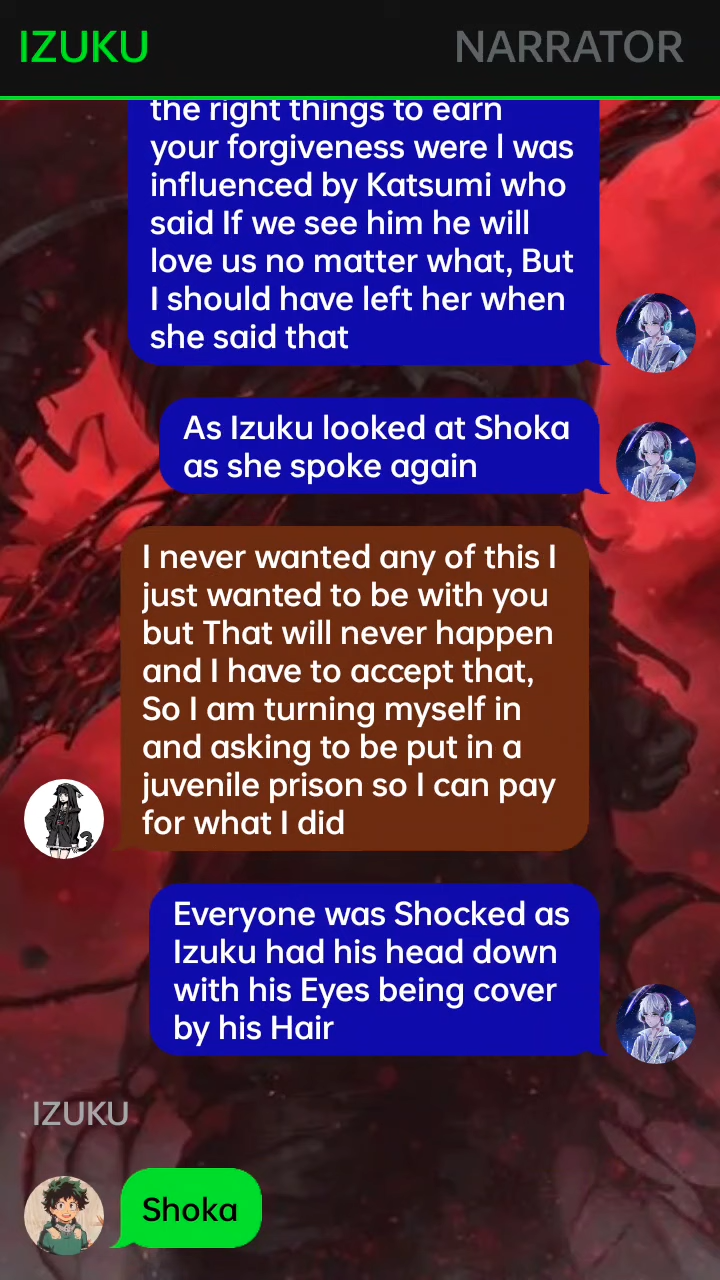 IZUKU
NARRATOR
the right things to earn
your forgiveness were I was
influenced by Katsumi who
said If we see him he will
love us no matter what, But
I should have left her when
she said that
As Izuku looked at Shoka
as she spoke again
I never wanted any of this I
just wanted to be with you
but That will never happen
and I have to accept that,
So I am turning myself in
and asking to be put in a
juvenile prison so I can pay
for what I did
Everyone was Shocked as
Izuku had his head down
with his Eyes being cover
by his Hair
IZUKU
Shoka